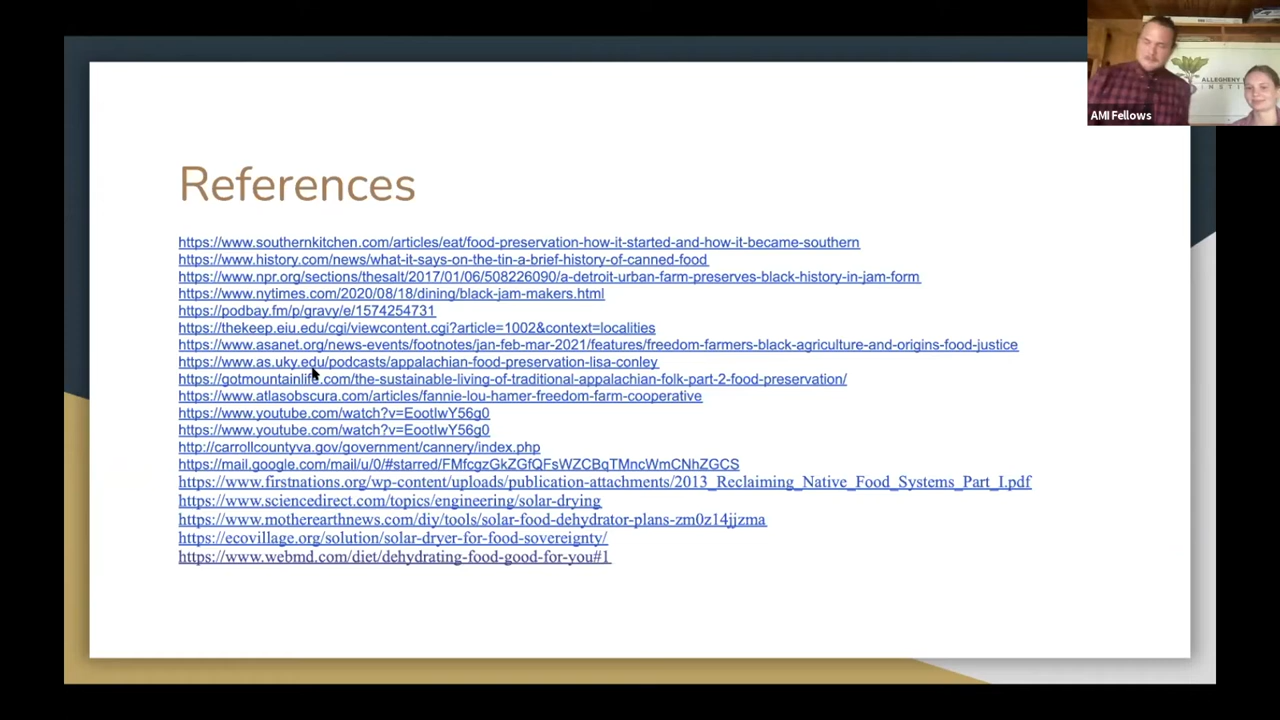 References
https://www.southernkitchen.com/articles/eat/food-preservation-how-it-started-and-how-it-became-southern
https://www.history.com/news/what-it-says-on-the-tin-a-brief-history-of-canned-food
https://www.npr.org/sections/thesalt/2017/01/06/508226090/a-detroit-urban-farm-preserves-black-history-in-jam-form
https://www.nytimes.com/2020/08/18/dining/black-jam-makers.html
https://podbay.fm/p/gravy/e/1574254731
https://thekeep.eiu.edu/cgi/viewcontent.cgi?article=1002&context=localities
https://www.asanet.org/news-events/footnotes/jan-feb-mar-2021/features/freedom-farmers-black-agriculture-and-origins-food-justice
https://www.as.uky.edu/podcasts/appalachian-food-preservation-lisa-conley
https://gotmountainlife.com/the-sustainable-living-of-traditional-appalachian-folk-part-2-food-preservation/
https://www.atlasobscura.com/articles/fannie-lou-hamer-freedom-farm-cooperative
https://www.youtube.com/watch?v=EootIwY56g0
https://www.youtube.com/watch?v=EootIwY56g0
http://carrollcountyva.gov/government/cannery/index.php
https://mail.google.com/mail/u/0/#starred/FMfcgzGkZGfQFsWZCBqTMncWmCNhZGCS
https://www.firstnations.org/wp-content/uploads/publication-attachments/2013_Reclaiming_Native_Food_Systems_Part_I.pdf
https://www.sciencedirect.com/topics/engineering/solar-drying
https://www.motherearthnews.com/diy/tools/solar-food-dehydrator-plans-zm0z14jjzma
https://ecovillage.org/solution/solar-dryer-for-food-sovereignty/
https://www.webmd.com/diet/dehydrating-food-good-for-you#1
ALLEGHENY
INSTI
AMI Fellows